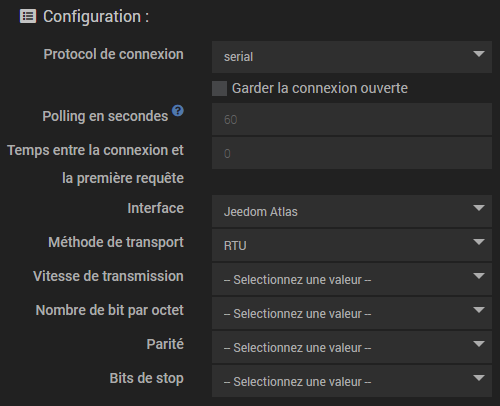 Configuration :
Protocol de connexion serial
Garder la connexion ouverte
Polling en secondes ? 60
Temps entre la connexion et 0
la première requête
Interface Jeedom Atlas
Méthode de transport RTU
Vitesse de transmission -- Selectionnez une valeur --
Nombre de bit par octet -- Selectionnez une valeur --
Parité -- Selectionnez une valeur --
Bits de stop -- Selectionnez une valeur --